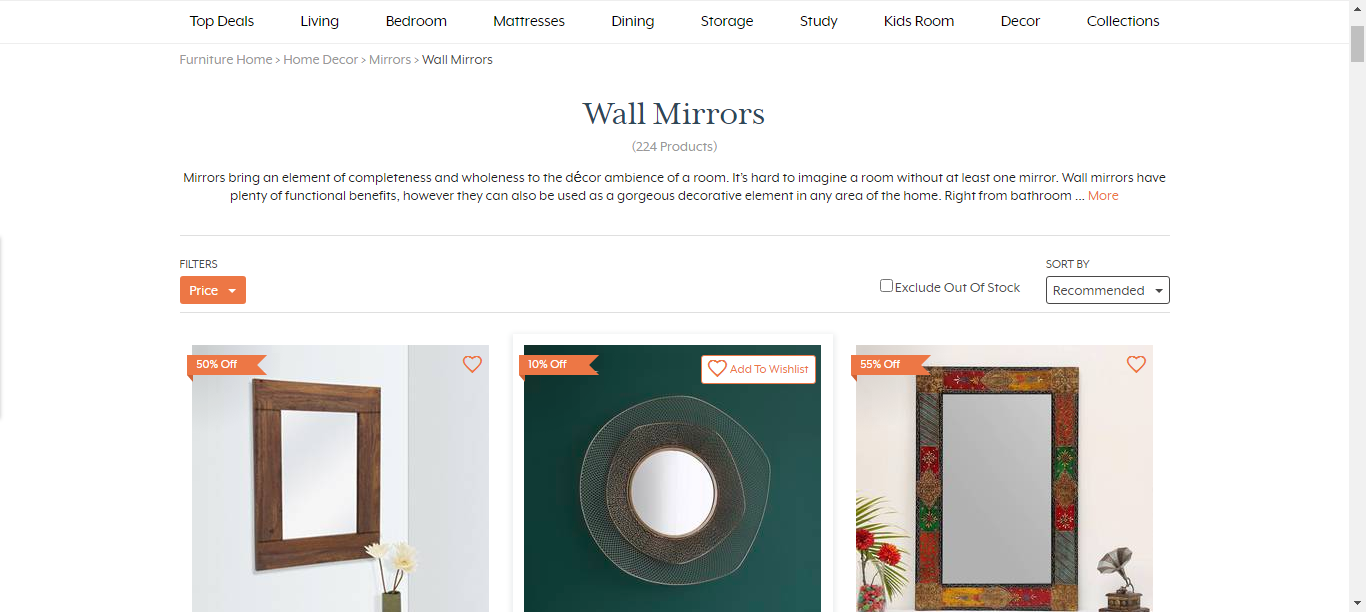 Top Deals Living Bedroom Mattresses Dining Storage Study Kids Room Decor Collections
Furniture Home > Home Decor > Mirrors > Wall Mirrors
Wall Mirrors
(224 Products)
Mirrors bring an element of completeness and wholeness to the décor ambience of a room. It's hard to imagine a room without at least one mirror. Wall mirrors have
plenty of functional benefits, however they can also be used as a gorgeous decorative element in any area of the home. Right from bathroom ... More
FILTERS
Price
Exclude Out Of Stock
SORT BY
Recommended
50% Off
10% Off
Add To Wishlist
55% Off